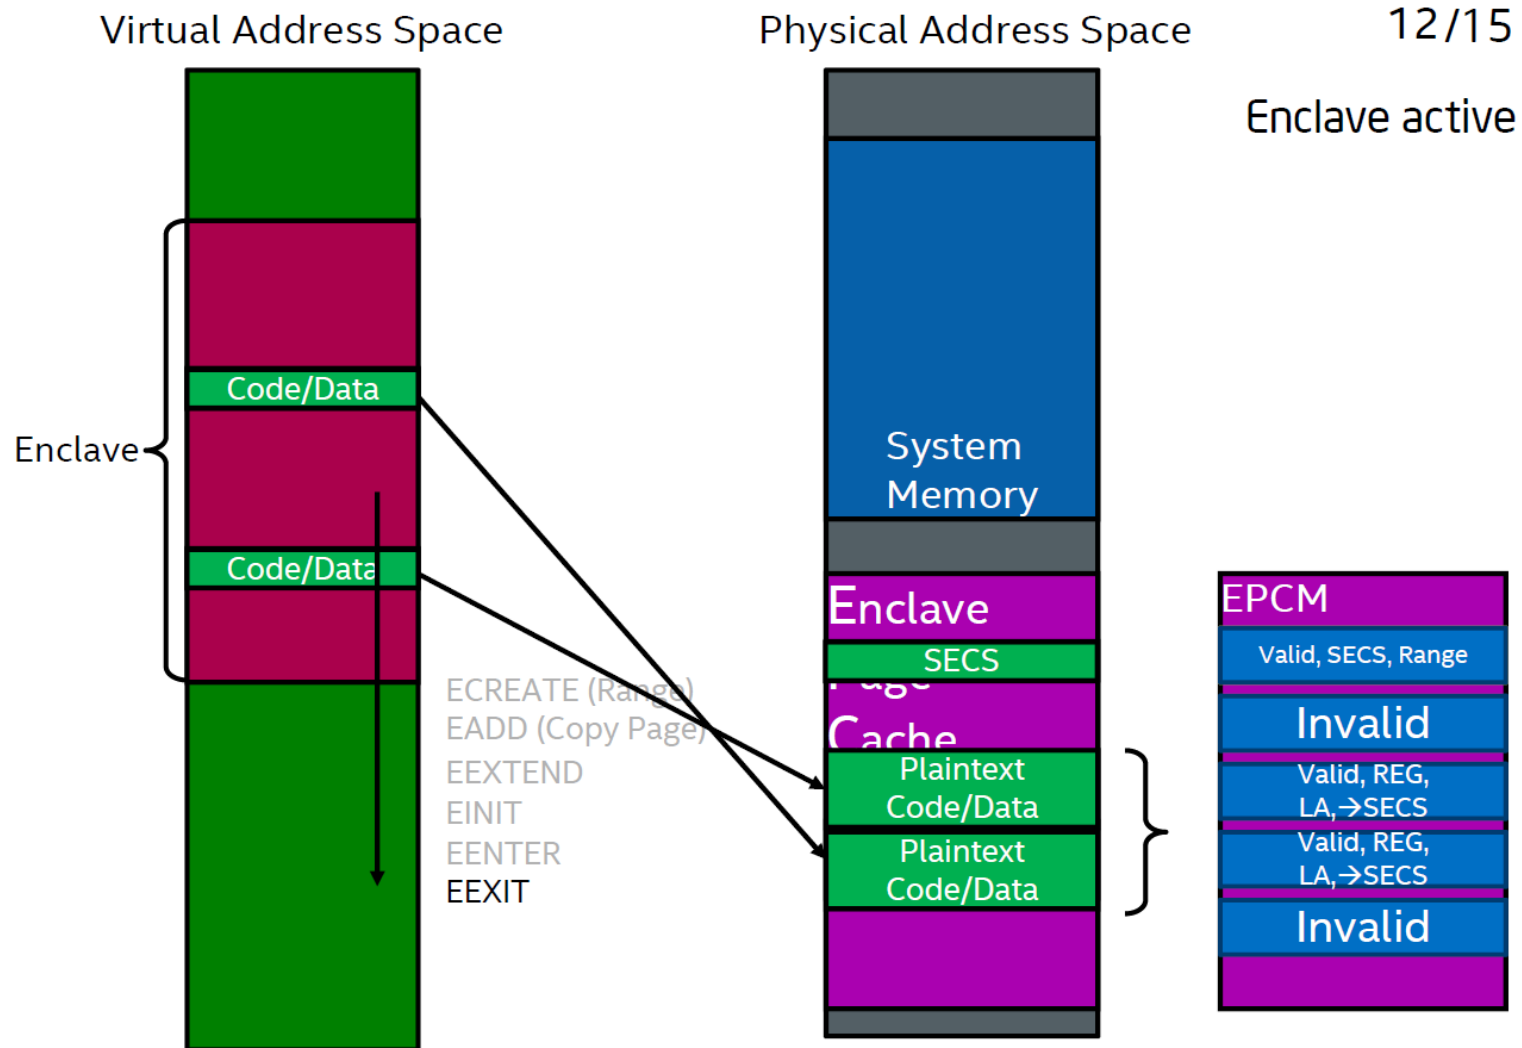 Virtual Address Space
Physical Address Space
12/15
Enclave active
Enclave
Code/Data
Code/Data
ECREATE (Range)
EADD (Copy Page)
EEXTEND
EINIT
EENTER
EEXIT
System
Memory
Enclave
SECS
Page
Cache
Plaintext
Code/Data
Plaintext
Code/Data
EPCM
Valid, SECS, Range
Invalid
Valid, REG,
LA,→SECS
Valid, REG,
LA,→SECS
Invalid